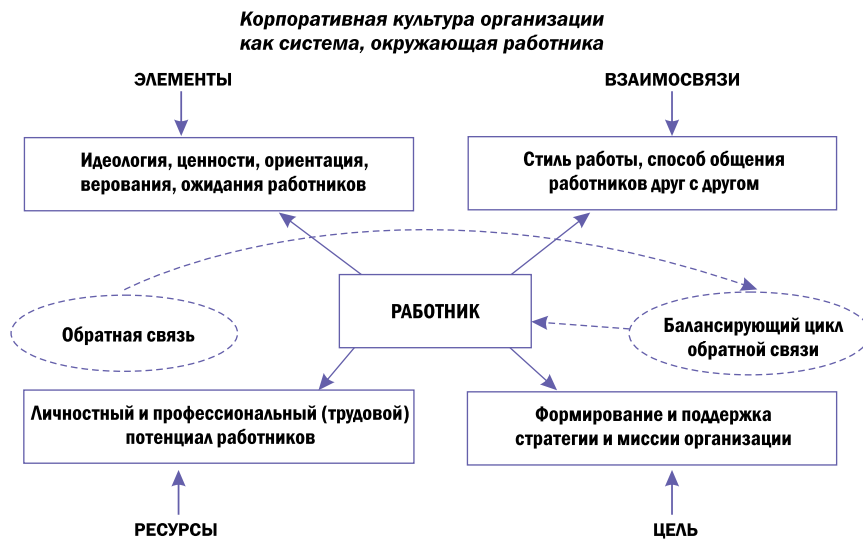 Корпоративная культура организации
как система, окружающая работника
ЭЛЕМЕНТЫ
ВЗАИМОСВЯЗИ
Идеология, ценности, ориентация,
верования, ожидания работников
Стиль работы, способ общения
работников друг с другом
РАБОТНИК
Обратная связь
Балансирующий цикл
обратной связи
Личностный и профессиональный (трудовой)
потенциал работников
Формирование и поддержка
стратегии и миссии организации
РЕСУРСЫ
ЦЕЛЬ